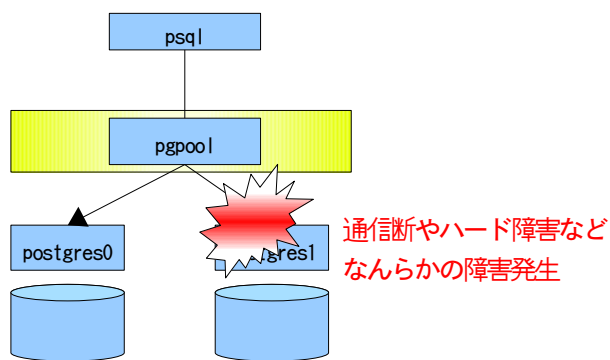 psql
pgpool
postgres0
gres1
通信断やハード障害など
なんらかの障害発生